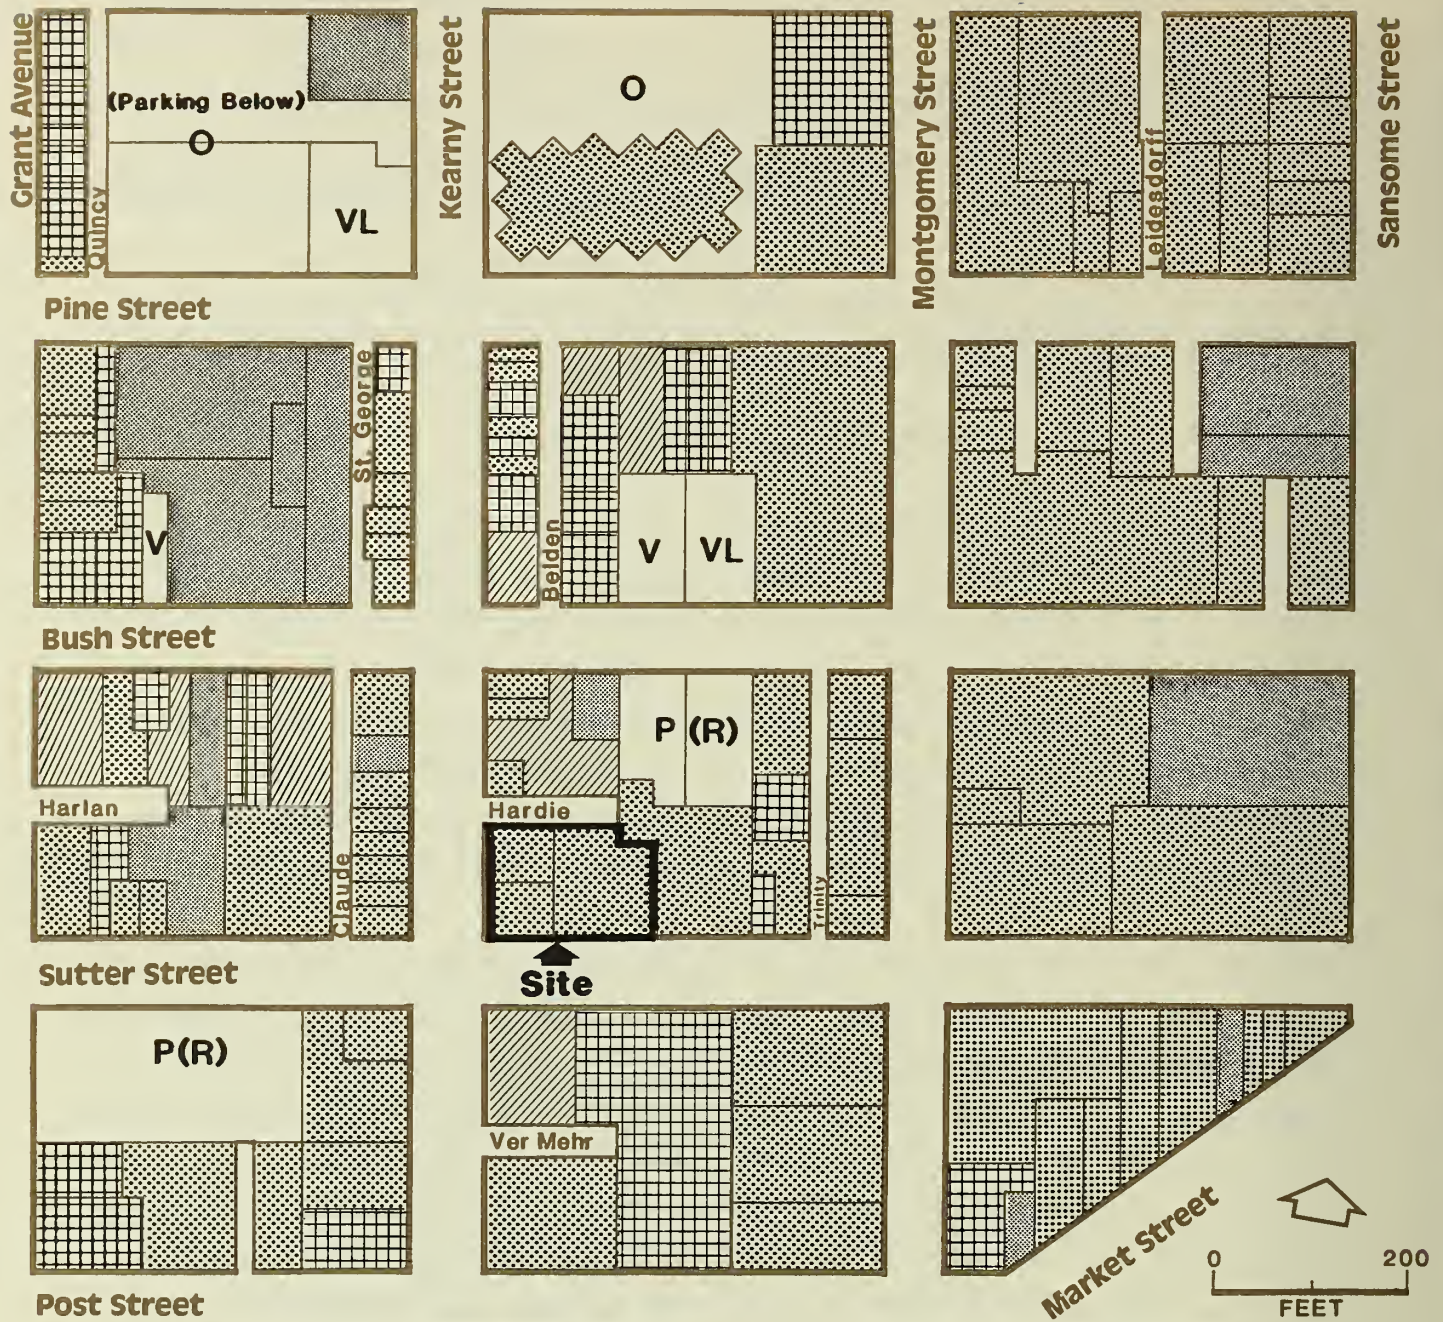 Grant Avenue
(Parking Below)
O
Quincy
VL
Kearny Street
O
Montgomery Street
Leidesdorff
Sansome Street
Pine Street
V
St. George
Belden
V
VL
Bush Street
Harlan
Claude
P (R)
Hardie
Trinity
Sutter Street
Site
P(R)
Ver Mehr
Market Street
0 200
FEET
Post Street